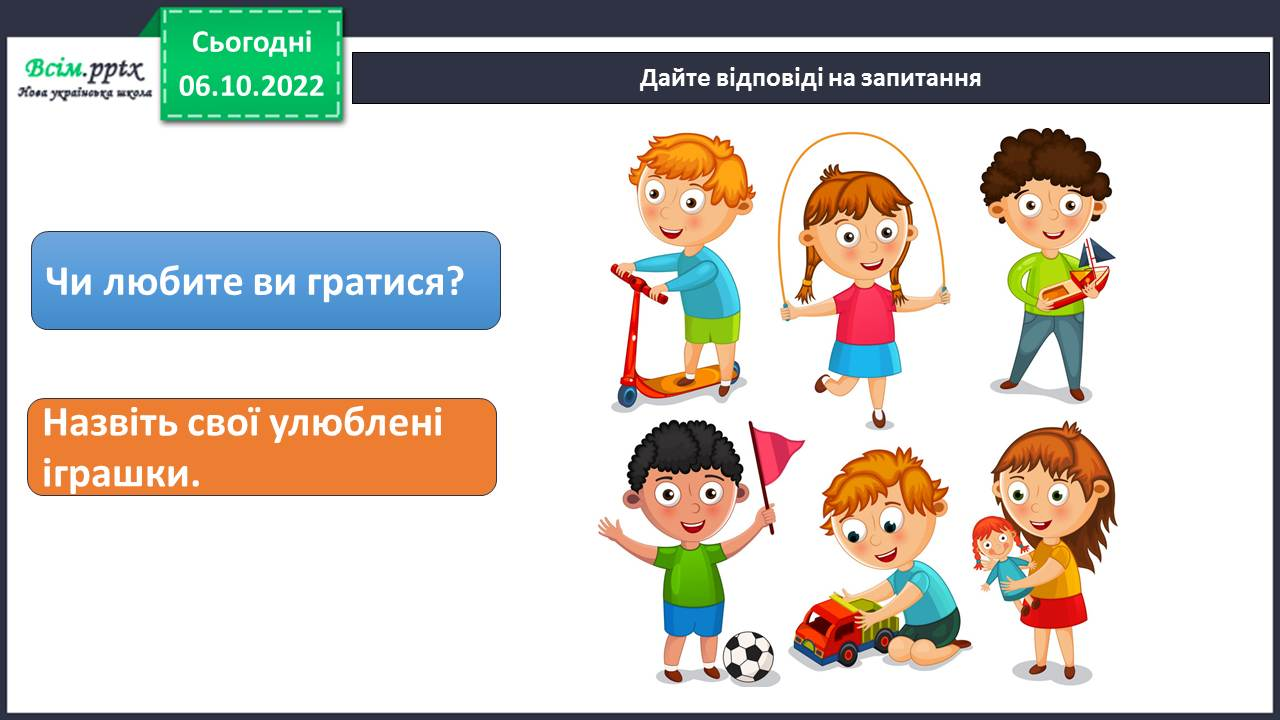 Всім.pptx
Нова українська школа
Сьогодні
06.10.2022
Дайте відповіді на запитання
Чи любите ви гратися?
Назвіть свої улюблені
іграшки.